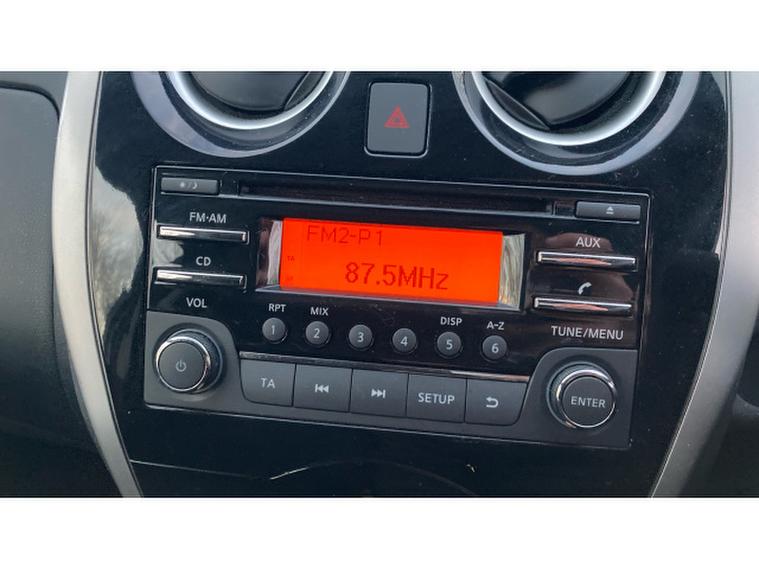 FM·AM
CD
VOL
FM2-P1
TA
87.5MHz
AUX
RPT MIX DISP A-Z
1 2 3 4 5 6
TUNE/MENU
TA SETUP
ENTER